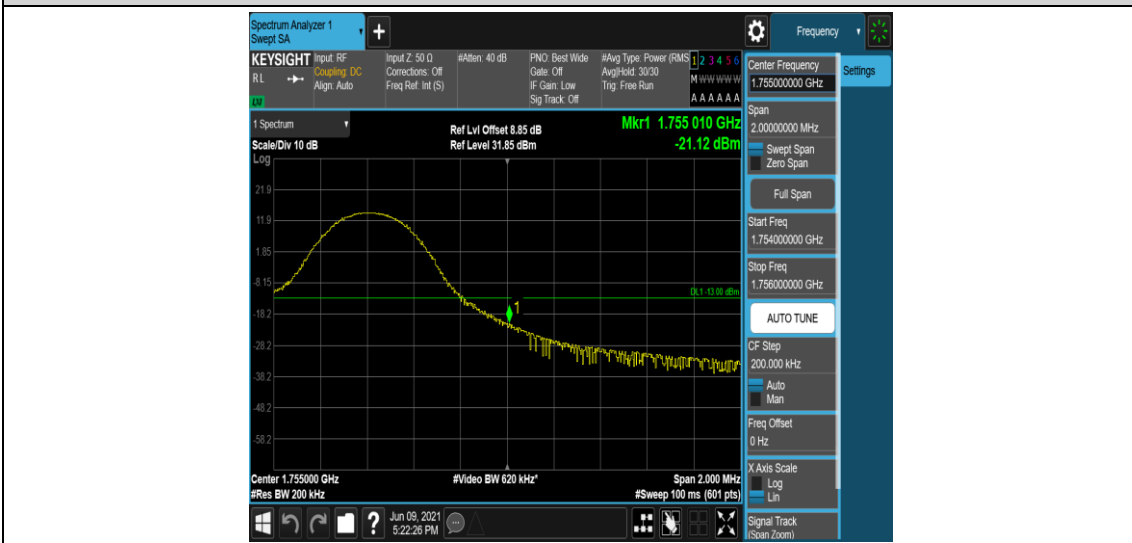 Spectrum Analyzer 1
Swept SA
+
Frequency
KEYSIGHT
RL
Input: RF
Coupling: DC
Align: Auto
Input Z: 50 Ω
Corrections: Off
Freq Ref: Int (S)
#Atten: 40 dB
PNO: Best Wide
Gate: Off
IF Gain: Low
Sig Track: Off
#Avg Type: Power (RMS
Avg|Hold: 30/30
Trig: Free Run
1 2 3 4 5 6
M W W W W W
A A A A A A
1 Spectrum
Scale/Div 10 dB
Log
Ref Lvl Offset 8.85 dB
Ref Level 31.85 dBm
Mkr1 1.755 010 GHz
-21.12 dBm
21.9
11.9
1.85
-8.15
-18.2
-28.2
-38.2
-48.2
-58.2
DL1 -13.00 dBm
1
Center 1.755000 GHz
#Res BW 200 kHz
#Video BW 620 kHz*
Span 2.000 MHz
#Sweep 100 ms (601 pts)
?
Jun 09, 2021
5:22:26 PM
Center Frequency
1.755000000 GHz
Settings
Span
2.00000000 MHz
Swept Span
Zero Span
Full Span
Start Freq
1.754000000 GHz
Stop Freq
1.756000000 GHz
AUTO TUNE
CF Step
200.000 kHz
Auto
Man
Freq Offset
0 Hz
X Axis Scale
Log
Lin
Signal Track
(Span Zoom)